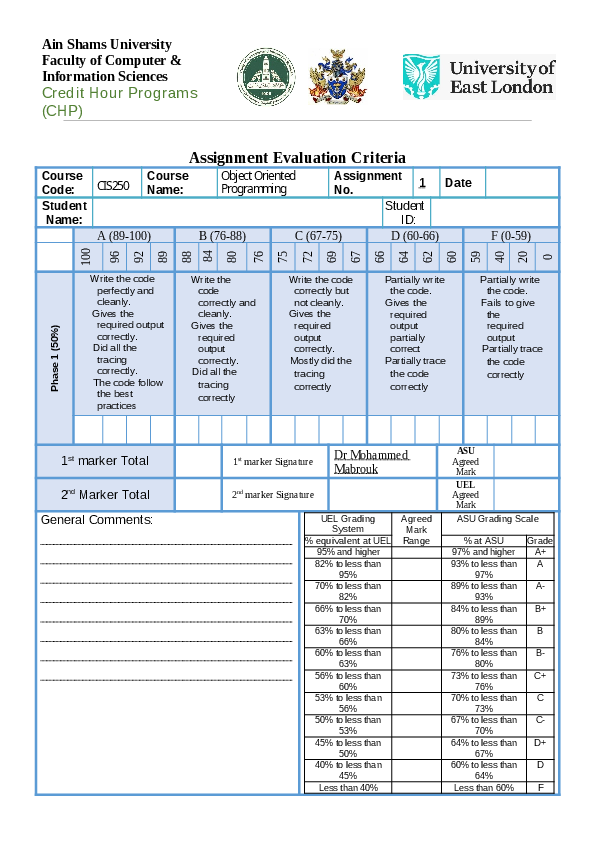 Ain Shams University
Faculty of Computer &
Information Sciences
Credit Hour Programs
(CHP)
University of
East London
Assignment Evaluation Criteria
Course Code: CIS250 Course Name: Object Oriented Programming Assignment No. 1 Date
Student Name: Student ID:
A (89-100) B (76-88) C (67-75) D (60-66) F (0-59)
100 96 92 89 88 84 80 76 75 72 69 67 66 64 62 60 59 40 20 0
Phase 1 (50%)
Write the code
perfectly and
cleanly.
Gives the
required output
correctly.
Did all the
tracing
correctly.
The code follow
the best
practices
Write the
code
correctly and
cleanly.
Gives the
required
output
correctly.
Did all the
tracing
correctly
Write the code
correctly but
not cleanly.
Gives the
required
output
correctly.
Mostly did the
tracing
correctly
Partially write
the code.
Gives the
required
output
partially
correct
Partially trace
the code
correctly
Partially write
the code.
Fails to give
the
required
output
Partially trace
the code
correctly
1st marker Total 1st marker Signature Dr Mohammed Mabrouk ASU Agreed Mark
2nd Marker Total 2nd marker Signature UEL Agreed Mark
General Comments:
UEL Grading System Agreed Mark Range ASU Grading Scale
% equivalent at UEL % at ASU Grade
95% and higher 97% and higher A+
82% to less than 95% 93% to less than 97% A
70% to less than 82% 89% to less than 93% A-
66% to less than 70% 84% to less than 89% B+
63% to less than 66% 80% to less than 84% B
60% to less than 63% 76% to less than 80% B-
56% to less than 60% 73% to less than 76% C+
53% to less than 56% 70% to less than 73% C
50% to less than 53% 67% to less than 70% C-
45% to less than 50% 64% to less than 67% D+
40% to less than 45% 60% to less than 64% D
Less than 40% Less than 60% F